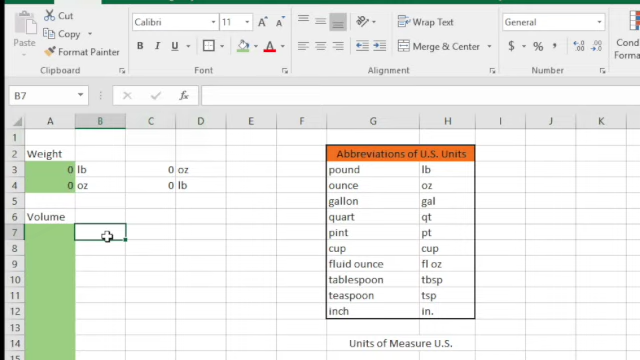 Cut
Copy
Format Painter
Paste
Clipboard
Calibri 11
B I U
Font
Alignment
Wrap Text
Merge & Center
General
$ % ,
Number
Cond
Forma
B7
fx
A B C D E F G H I J K
1
2 Weight Abbreviations of U.S. Units
3 0 lb 0 oz pound lb
4 0 oz 0 lb ounce oz
5 gallon gal
6 Volume quart qt
7 pint pt
8 cup cup
9 fluid ounce fl oz
10 tablespoon tbsp
11 teaspoon tsp
12 inch in.
13
14 Units of Measure U.S.
15